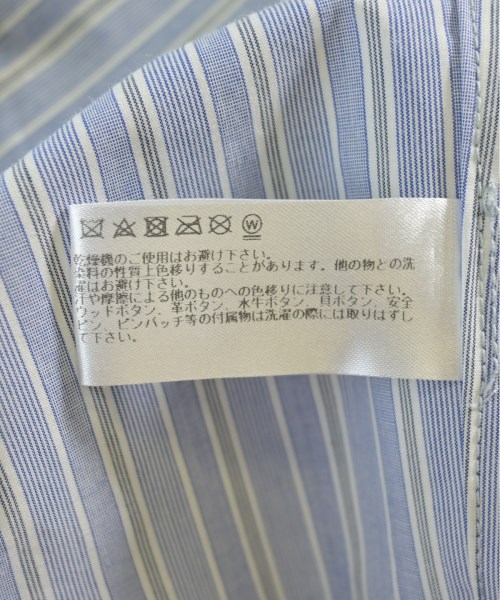 W
乾燥機のご使用はお避け下さい。
染料の性質上色移りすることがあります。他の物との洗
濯はお避け下さい。
汗や摩擦による他のものへの色移りに注意して下さい。
ウッドボタン、革ボタン、水牛ボタン、貝ボタン、安全
ピン、ピンバッチ等の付属物は洗濯の際には取りはずし
て下さい。